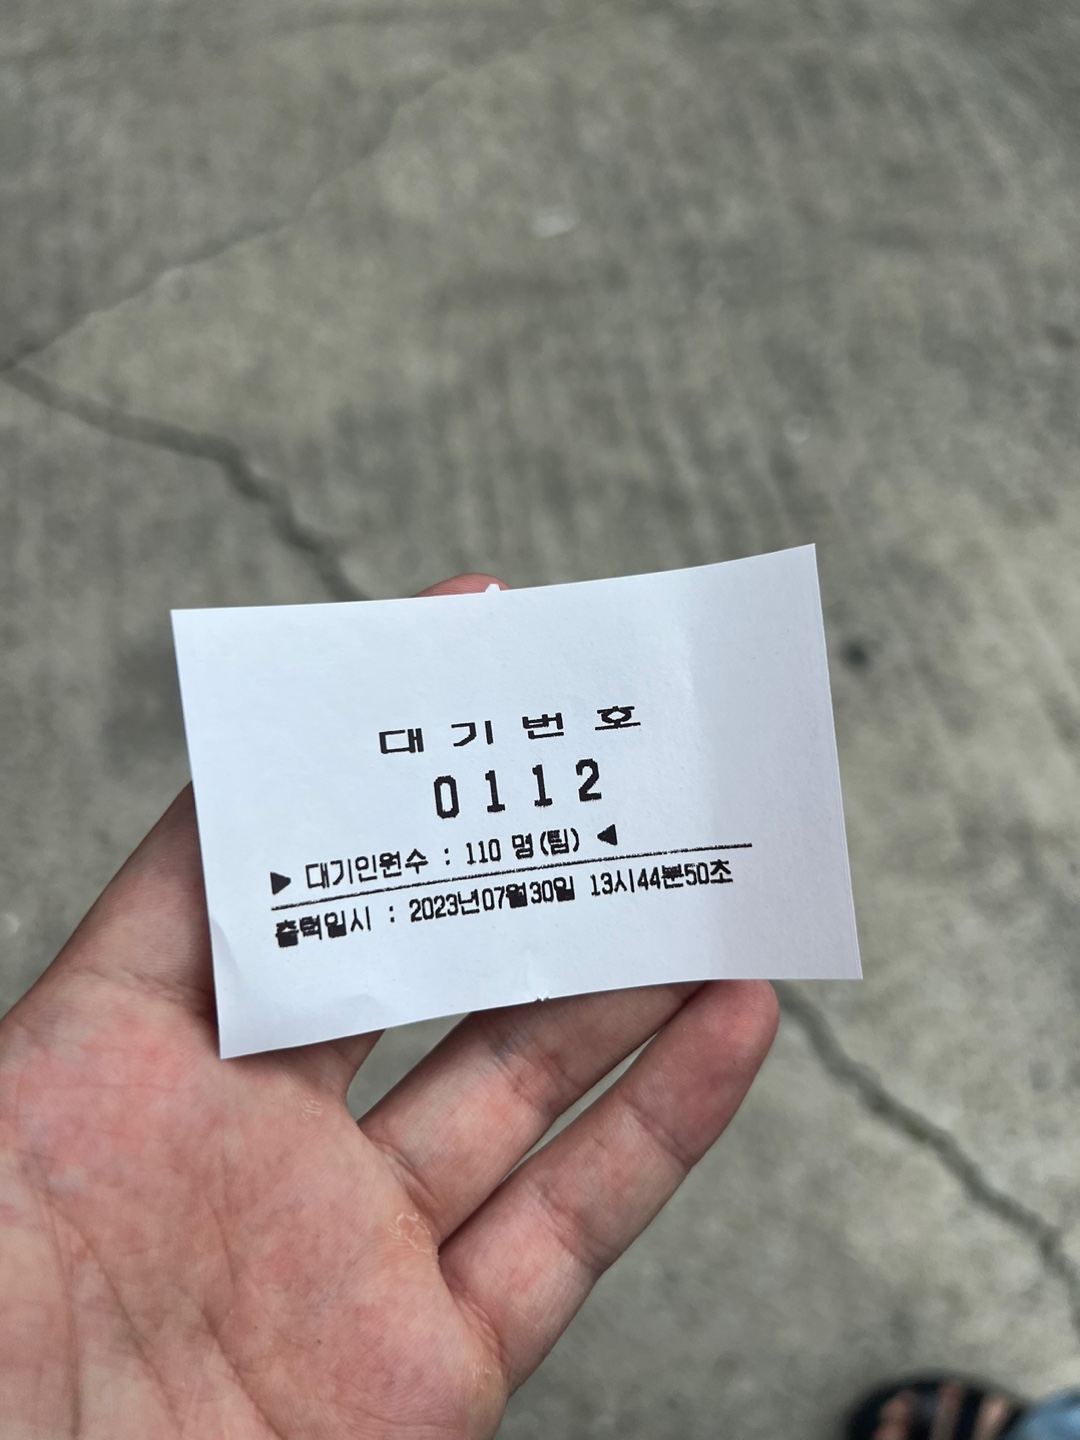 대기번호
0112
▶ 대기인원수 : 110 명(팀) ◀
출력일시 : 2023년07월30일 13시44분50초